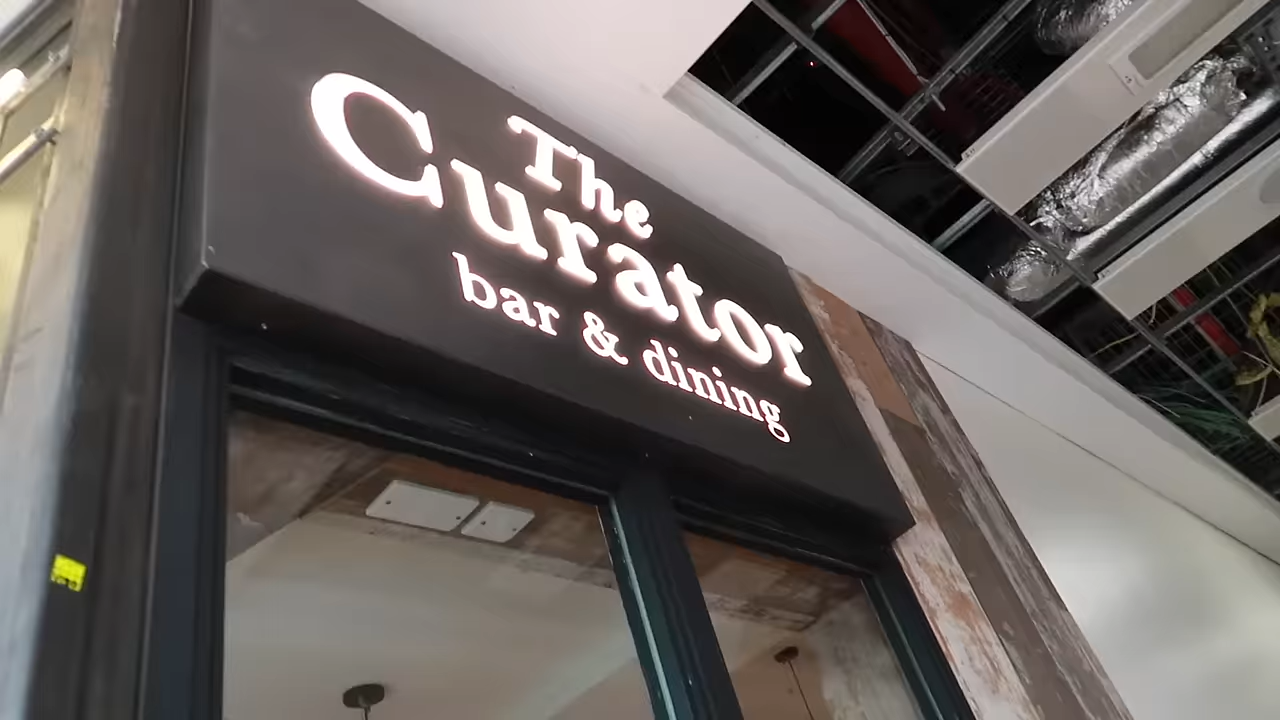 The
Curator
bar & dining